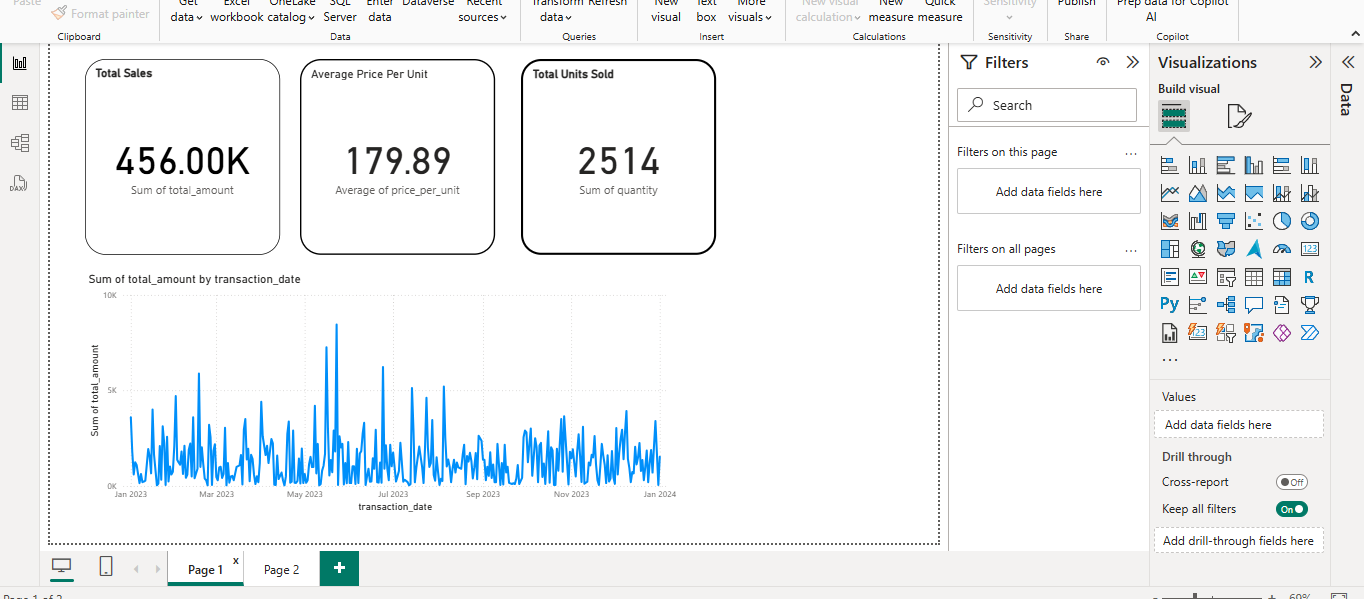 Paste
Format painter
Get
data
Excel
workbook
OneLake
catalog
SQL
Server
Enter
data
Dataverse
Recent
sources
Transform
data
Refresh
New
visual
Text
box
More
visuals
New visual
calculation
New
measure
Quick
measure
Sensitivity
Publish
Prep data for Copilot
AI
Clipboard
Data
Queries
Insert
Calculations
Sensitivity
Share
Copilot
Total Sales
456.00K
Sum of total_amount
Average Price Per Unit
179.89
Average of price_per_unit
Total Units Sold
2514
Sum of quantity
Sum of total_amount by transaction_date
Sum of total_amount
10K
5K
0K
Jan 2023
Mar 2023
May 2023
Jul 2023
Sep 2023
Nov 2023
Jan 2024
transaction_date
Filters
Search
Filters on this page
...
Add data fields here
Filters on all pages
...
Add data fields here
Visualizations
Build visual
123
R
Py
123
...
Values
Add data fields here
Drill through
Cross-report
Off
Keep all filters
On
Add drill-through fields here
Data
DAX
Page 1
x
Page 2
+
Page 1 of 2
-
+
69%